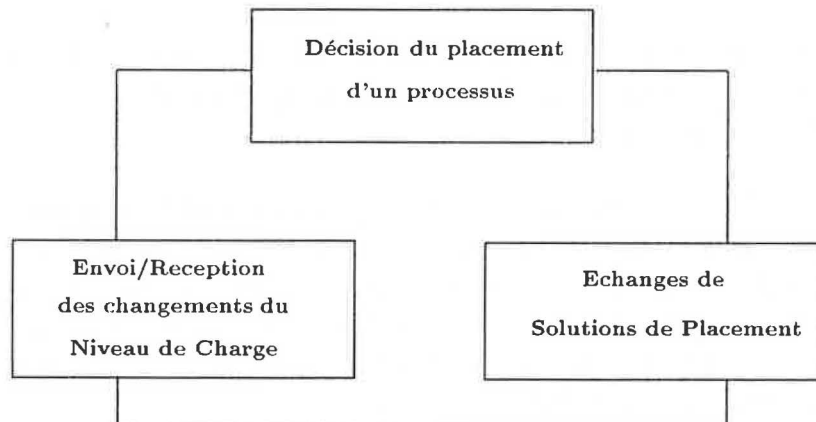 Décision du placement
d'un processus
Envoi/Reception
des changements du
Niveau de Charge
Echanges de
Solutions de Placement